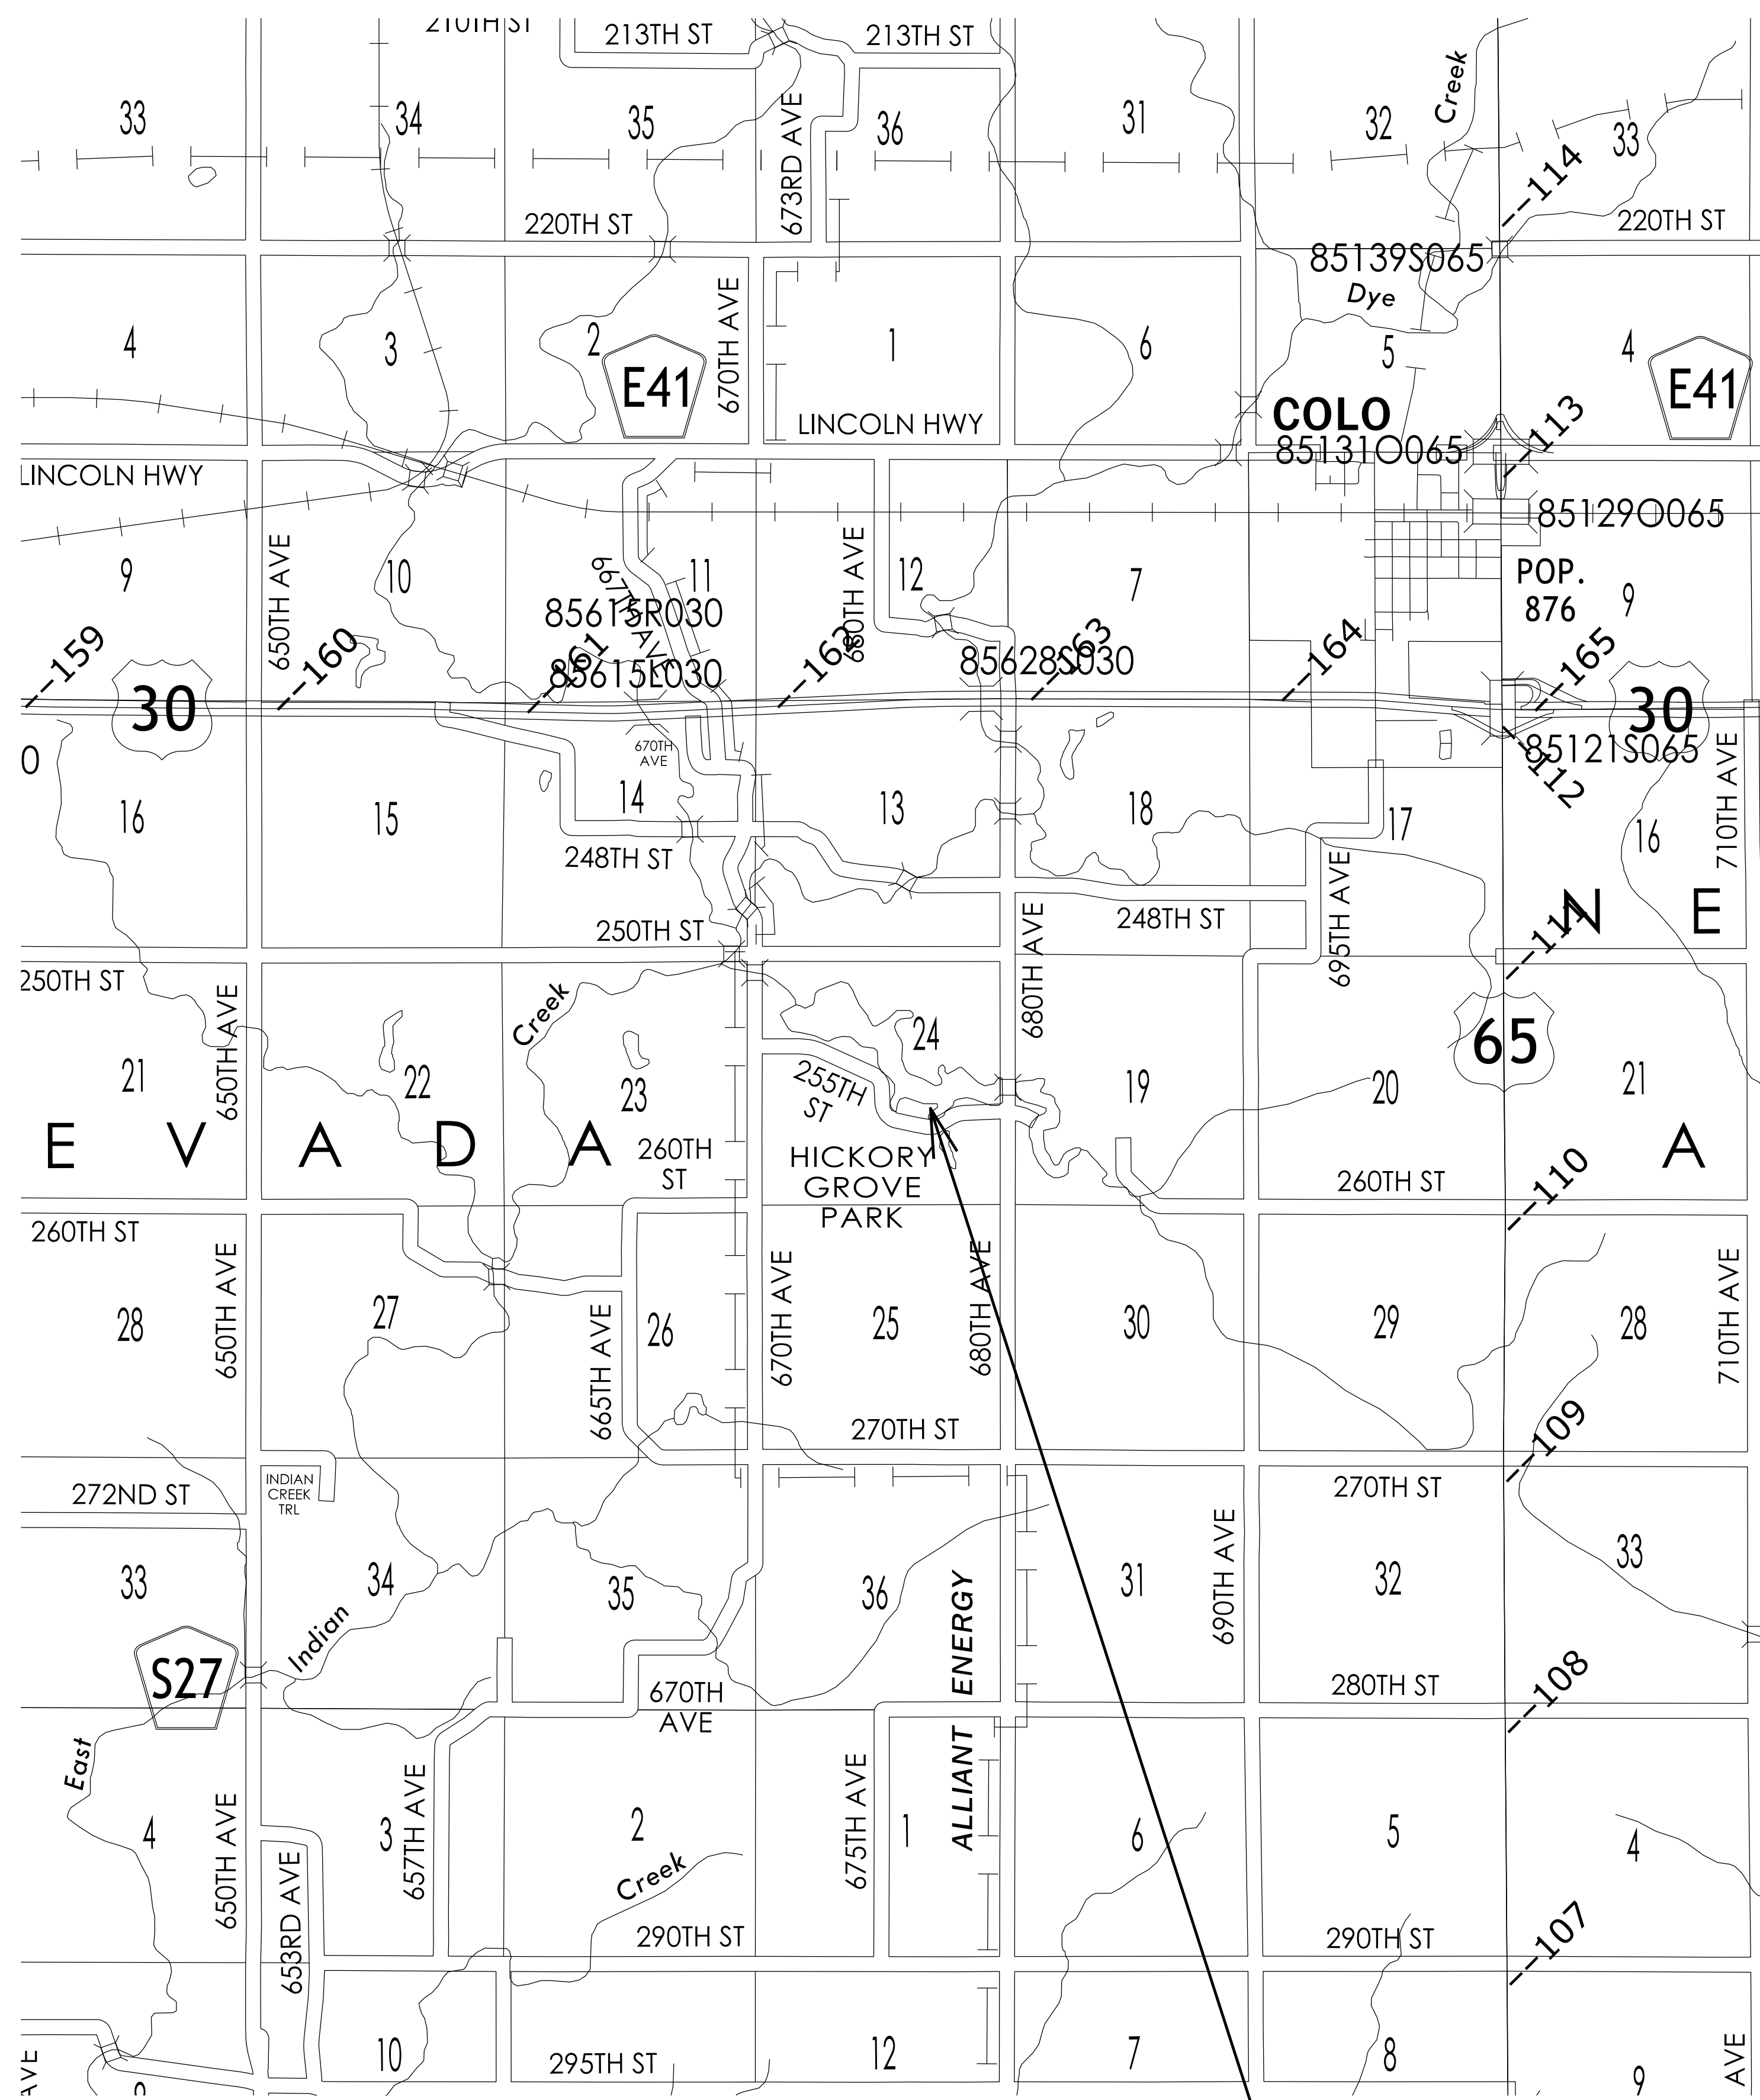 210TH ST
213TH ST
213TH ST
Creek
33
34
35
36
31
32
33
673RD AVE
114
220TH ST
220TH ST
85139S065
Dye
4
3
2
1
6
5
4
E41
670TH AVE
E41
COLO
113
LINCOLN HWY
85131O065
LINCOLN HWY
85129O065
650TH AVE
9
10
667TH AVE
11
680TH AVE
12
7
POP.
876
9
85615R030
85615L030
85628S030
159
160
161
162
163
164
165
30
30
85121S065
112
0
670TH
AVE
710TH AVE
16
15
14
13
18
17
16
248TH ST
695TH AVE
248TH ST
680TH AVE
111
N E
250TH ST
250TH ST
650TH AVE
Creek
24
65
21
22
23
255TH
ST
19
20
21
E V A D A
260TH
ST
HICKORY
GROVE
PARK
260TH ST
110
A
260TH ST
650TH AVE
670TH AVE
680TH AVE
710TH AVE
28
27
665TH AVE
26
25
30
29
28
270TH ST
109
272ND ST
INDIAN
CREEK
TRL
270TH ST
690TH AVE
33
34
35
36
31
32
33
ALLIANT ENERGY
Indian
S27
670TH
AVE
280TH ST
108
East
650TH AVE
657TH AVE
675TH AVE
4
3
2
1
6
5
4
653RD AVE
Creek
290TH ST
290TH ST
107
10
295TH ST
12
7
8
9
AVE
AVE